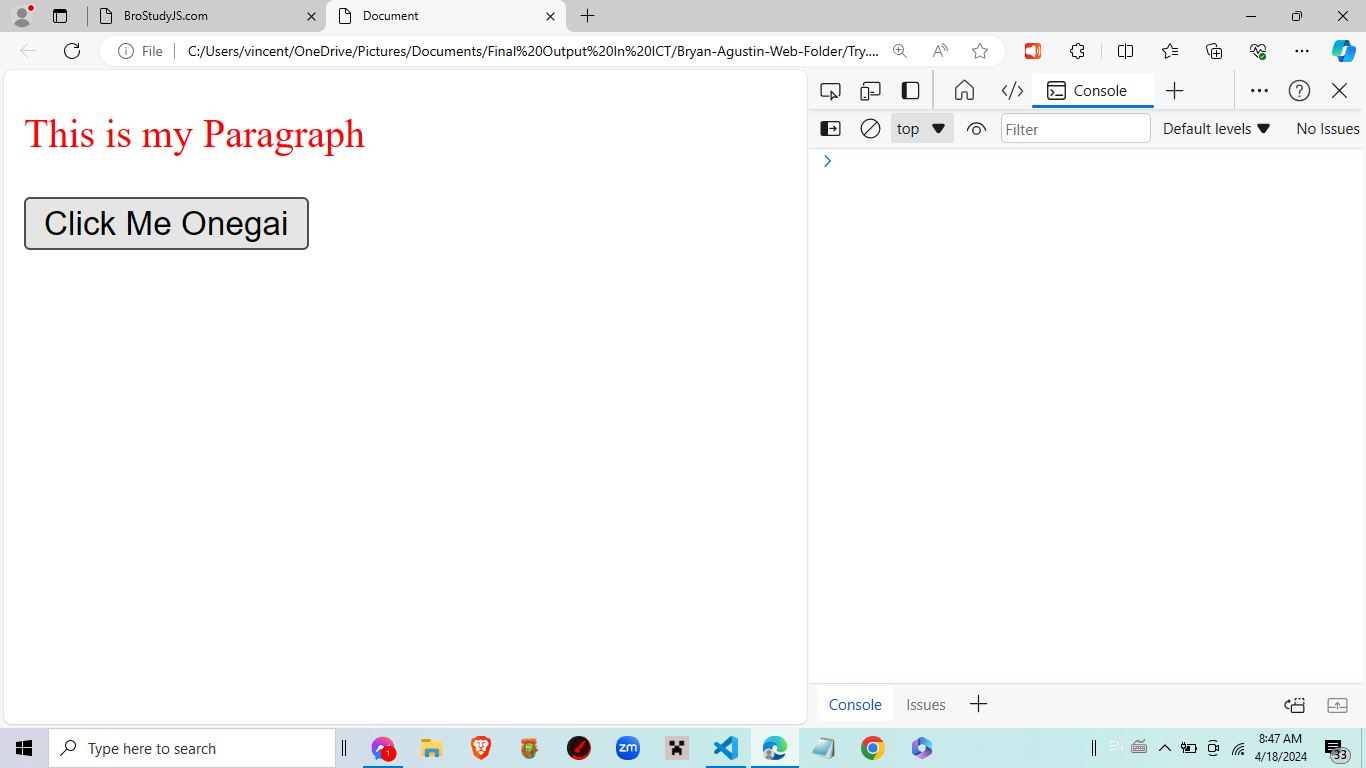 BroStudyJS.com
Document
File
C:/Users/vincent/OneDrive/Pictures/Documents/Final%20Output%20In%20ICT/Bryan-Agustin-Web-Folder/Try....
This is my Paragraph
Click Me Onegai
Console
top
Filter
Default levels
No Issues
Console
Issues
Type here to search
1
zm
EN
8:47 AM
4/18/2024
33